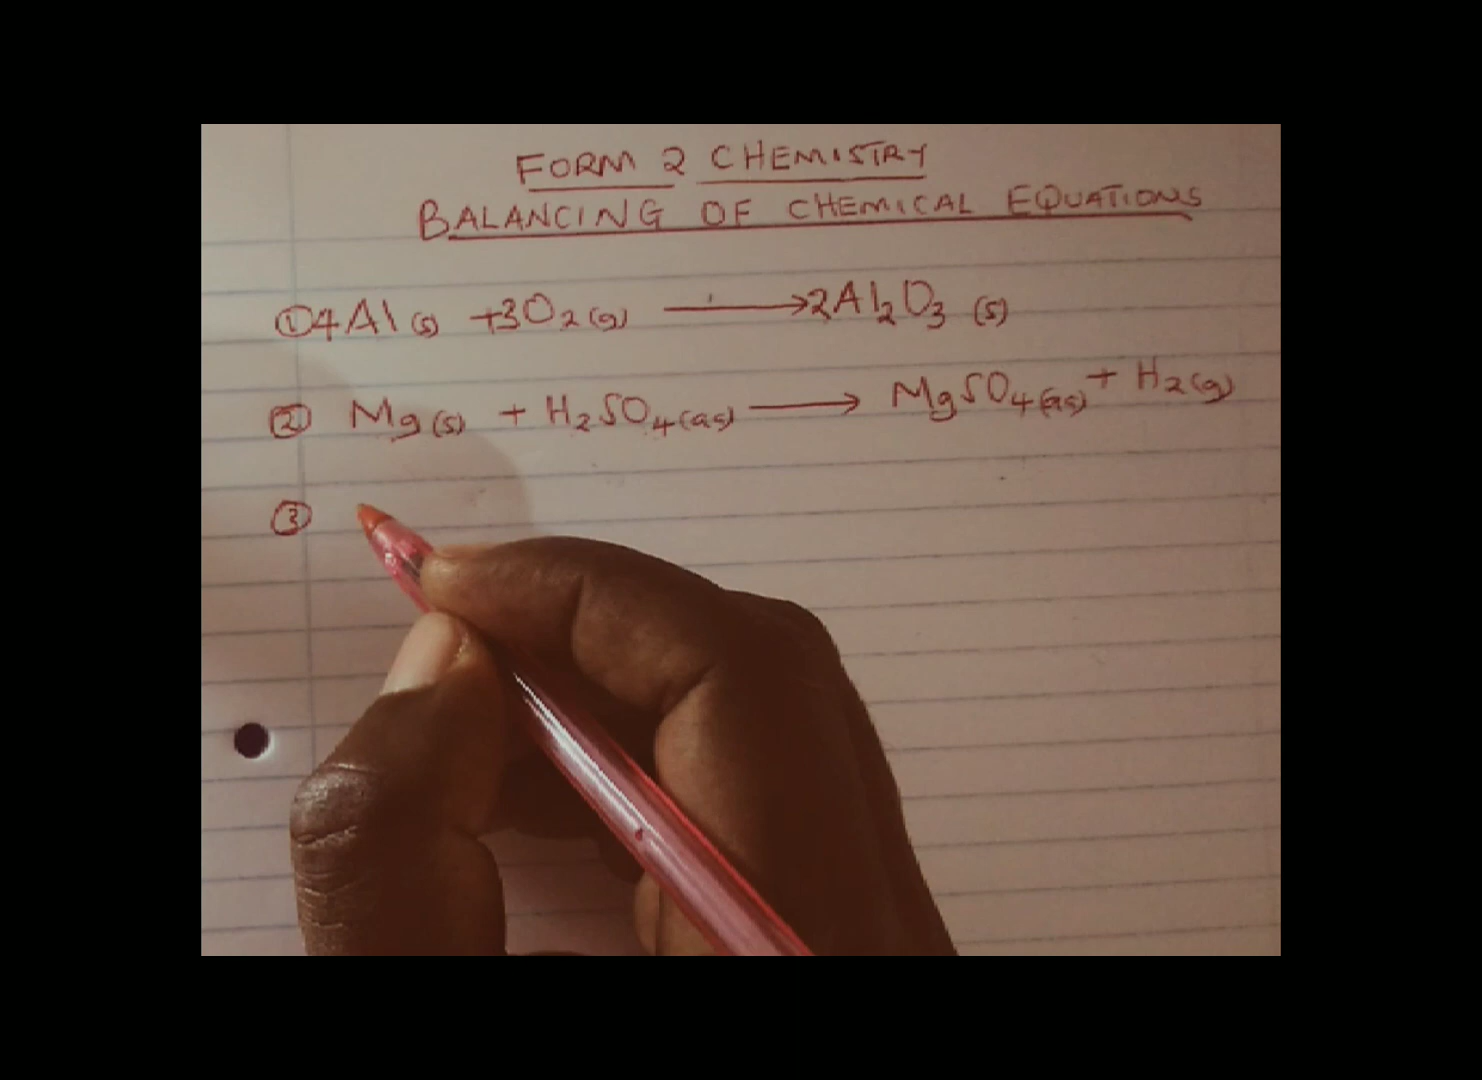 FORM 2 CHEMISTRY
BALANCING OF CHEMICAL EQUATIONS
① 4Al(s) + 3O₂(g) ⟶ 2Al₂O₃(s)
② Mg(s) + H₂SO₄(aq) ⟶ MgSO₄(aq) + H₂(g)
③